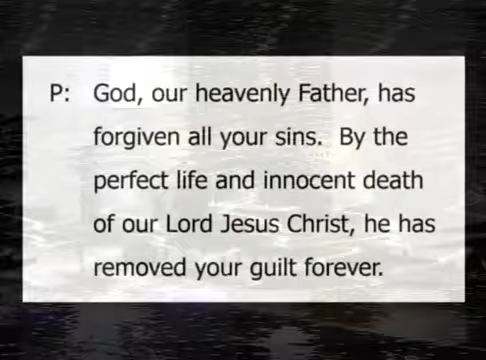 P: God, our heavenly Father, has
forgiven all your sins. By the
perfect life and innocent death
of our Lord Jesus Christ, he has
removed your guilt forever.